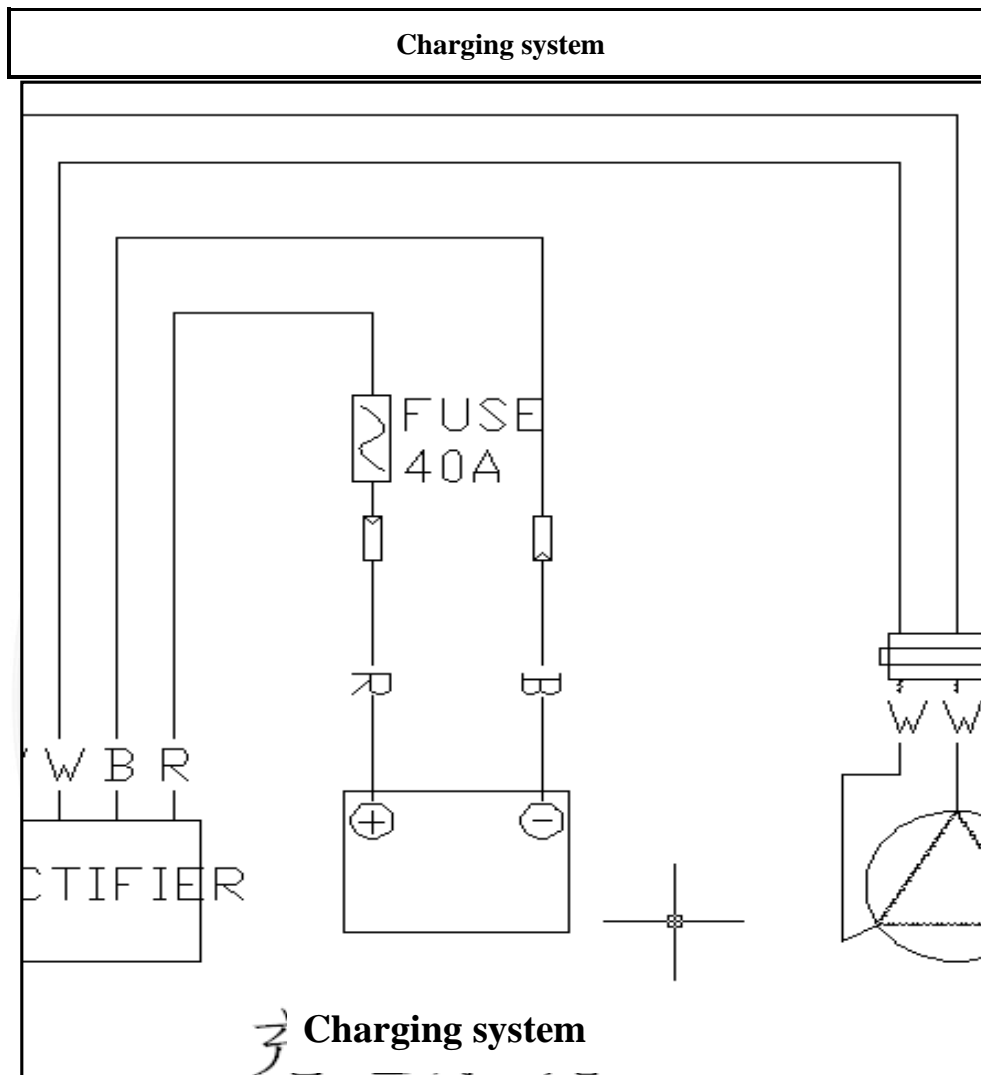 Charging system
FUSE
40A
R B
W W
W B R
CTIFIER
+ -
Charging system